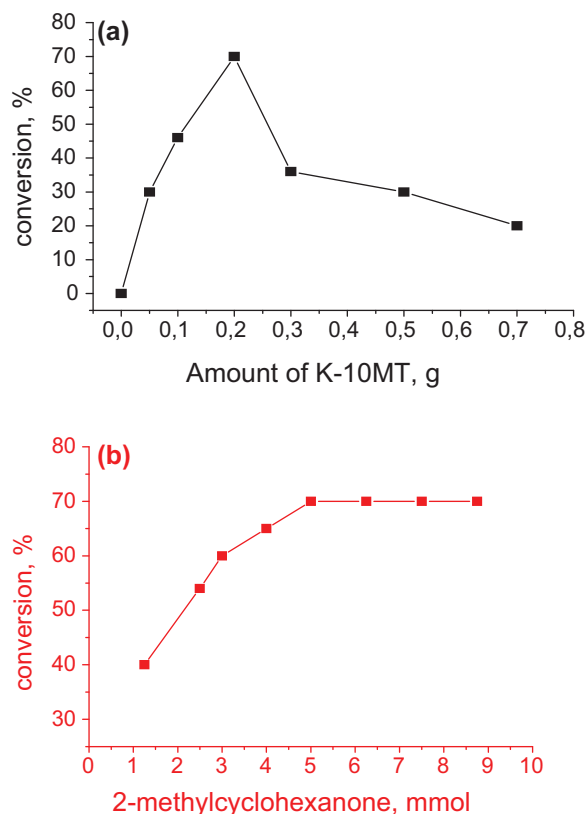 (a)
80
70
60
50
40
30
20
10
0
conversion, %
0,0 0,1 0,2 0,3 0,4 0,5 0,6 0,7 0,8
Amount of K-10MT, g
(b)
80
70
60
50
40
30
conversion, %
0 1 2 3 4 5 6 7 8 9 10
2-methylcyclohexanone, mmol